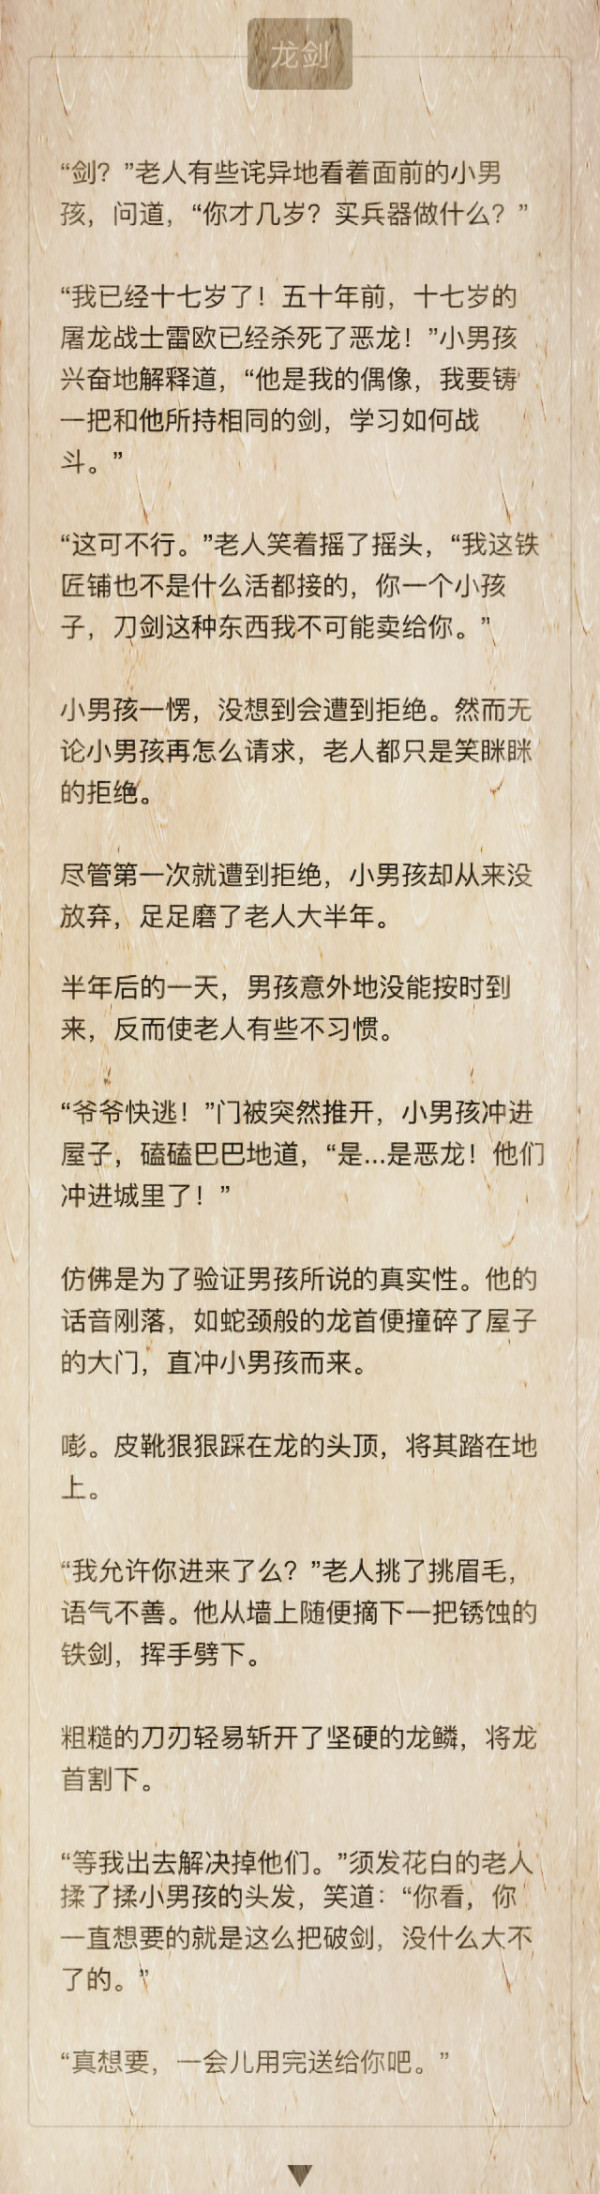 龙剑
“剑？”老人有些诧异地看着面前的小男
孩，问道，“你才几岁？买兵器做什么？”
“我已经十七岁了！五十年前，十七岁的
屠龙战士雷欧已经杀死了恶龙！”小男孩
兴奋地解释道，“他是我的偶像，我要铸
一把和他所持相同的剑，学习如何战
斗。”
“这可不行。”老人笑着摇了摇头，“我这铁
匠铺也不是什么活都接的，你一个小孩
子，刀剑这种东西我不可能卖给你。”
小男孩一愣，没想到会遭到拒绝。然而无
论小男孩再怎么请求，老人都只是笑眯眯
的拒绝。
尽管第一次就遭到拒绝，小男孩却从来没
放弃，足足磨了老人大半年。
半年后的一天，男孩意外地没能按时到
来，反而使老人有些不习惯。
“爷爷快逃！”门被突然推开，小男孩冲进
屋子，磕磕巴巴地道，“是...是恶龙！他们
冲进城里了！”
仿佛是为了验证男孩所说的真实性。他的
话音刚落，如蛇颈般的龙首便撞碎了屋子
的大门，直冲小男孩而来。
嘭。皮靴狠狠踩在龙的头顶，将其踏在地
上。
“我允许你进来了么？”老人挑了挑眉毛，
语气不善。他从墙上随便摘下一把锈蚀的
铁剑，挥手劈下。
粗糙的刀刃轻易斩开了坚硬的龙鳞，将龙
首割下。
“等我出去解决掉他们。”须发花白的老人
揉了揉小男孩的头发，笑道：“你看，你
一直想要的就是这么把破剑，没什么大不
了的。”
“真想要，一会儿用完送给你吧。”